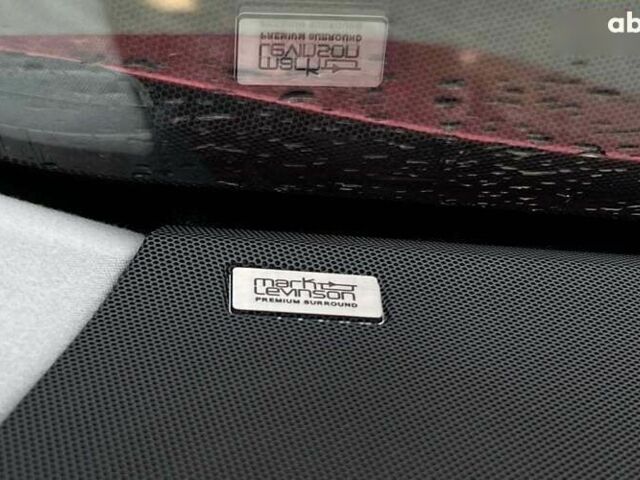 ab
mark
Levinson
PREMIUM SURROUND